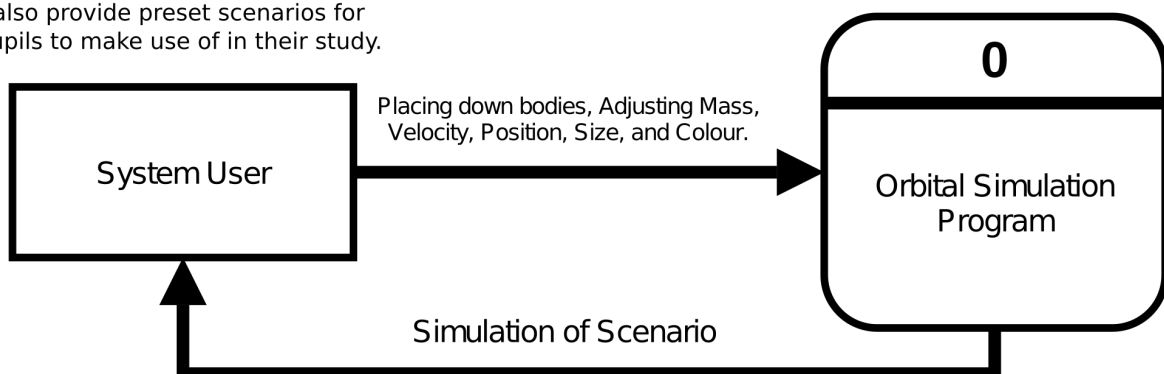 also provide preset scenarios for
upils to make use of in their study.
0
Placing down bodies, Adjusting Mass,
Velocity, Position, Size, and Colour.
System User
Orbital Simulation
Program
Simulation of Scenario